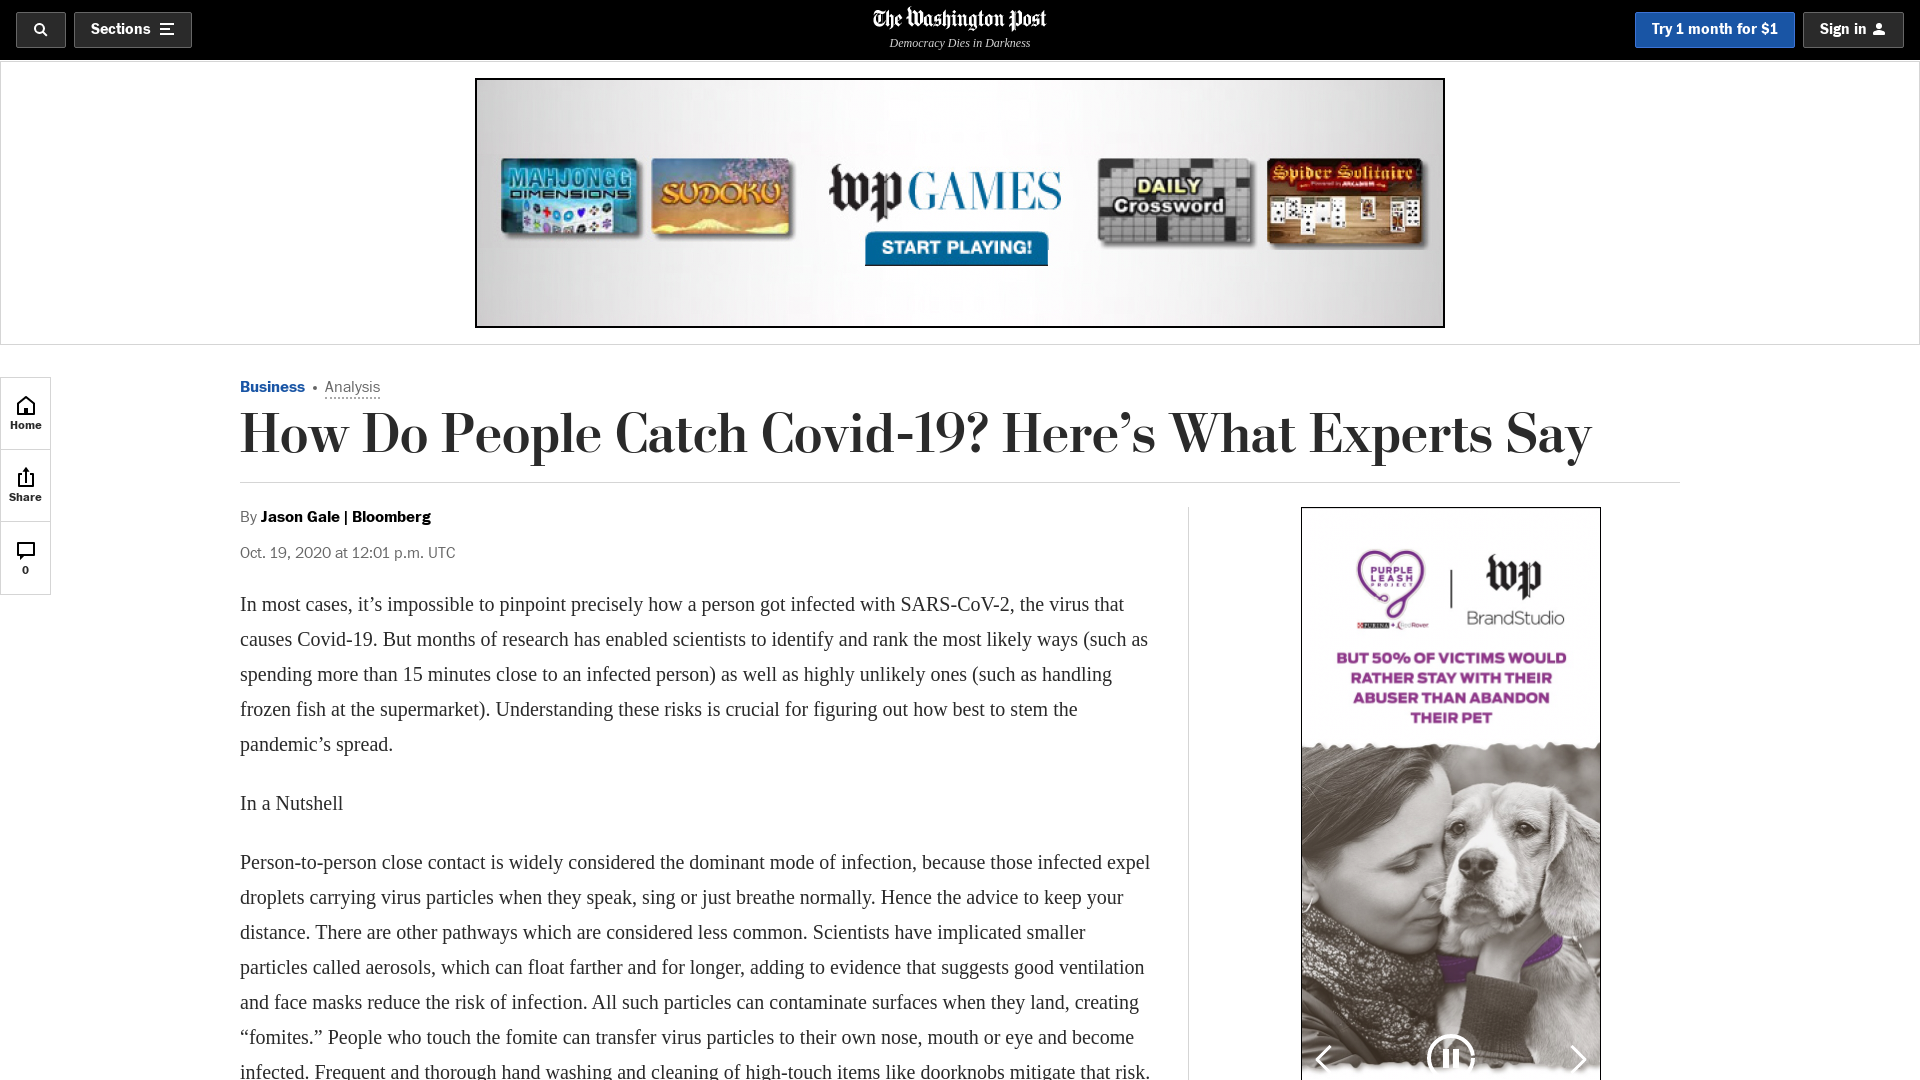 Sections
The Washington Post
Democracy Dies in Darkness
Try 1 month for $1
Sign in
MAHJONGG
DIMENSIONS
SUDOKU
wp GAMES
START PLAYING!
DAILY
Crossword
Spider Solitaire
Home
Share
0
Business • Analysis
How Do People Catch Covid-19? Here’s What Experts Say
By Jason Gale | Bloomberg
Oct. 19, 2020 at 12:01 p.m. UTC
In most cases, it’s impossible to pinpoint precisely how a person got infected with SARS-CoV-2, the virus that
causes Covid-19. But months of research has enabled scientists to identify and rank the most likely ways (such as
spending more than 15 minutes close to an infected person) as well as highly unlikely ones (such as handling
frozen fish at the supermarket). Understanding these risks is crucial for figuring out how best to stem the
pandemic’s spread.
In a Nutshell
Person-to-person close contact is widely considered the dominant mode of infection, because those infected expel
droplets carrying virus particles when they speak, sing or just breathe normally. Hence the advice to keep your
distance. There are other pathways which are considered less common. Scientists have implicated smaller
particles called aerosols, which can float farther and for longer, adding to evidence that suggests good ventilation
and face masks reduce the risk of infection. All such particles can contaminate surfaces when they land, creating
“fomites.” People who touch the fomite can transfer virus particles to their own nose, mouth or eye and become
infected. Frequent and thorough hand washing and cleaning of high-touch items like doorknobs mitigate that risk.
PURPLE
LEASH
PROJECT
PURINA + RedRover
wp
BrandStudio
BUT 50% OF VICTIMS WOULD
RATHER STAY WITH THEIR
ABUSER THAN ABANDON
THEIR PET